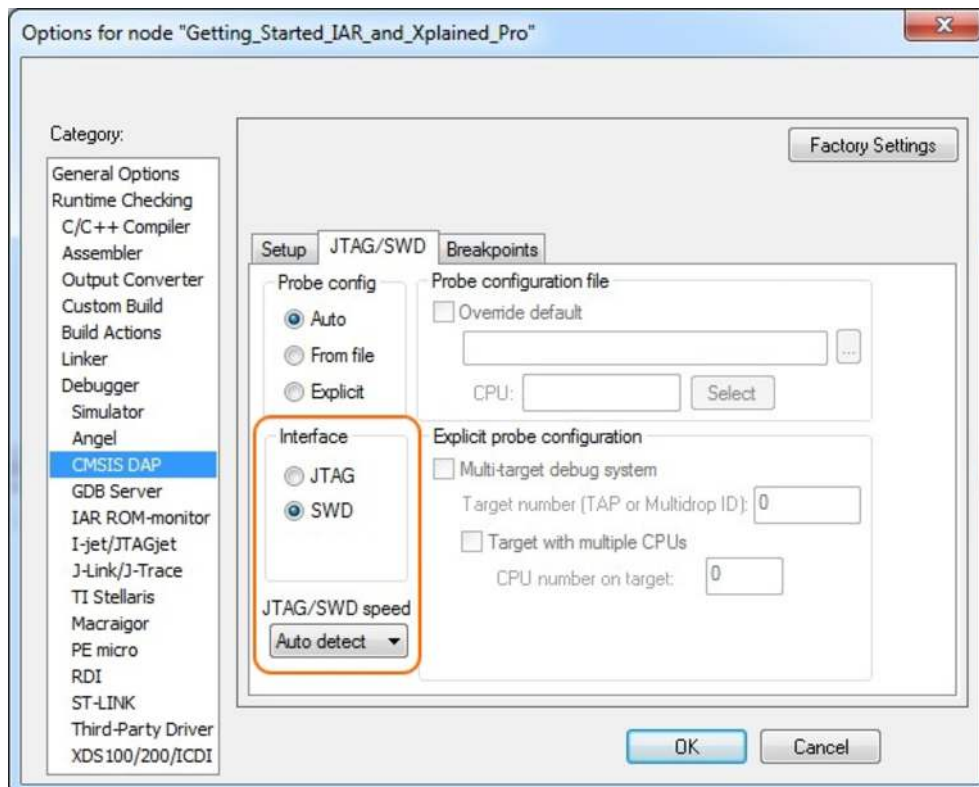 Options for node "Getting_Started_IAR_and_Xplained_Pro"
Category:
General Options
Runtime Checking
C/C++ Compiler
Assembler
Output Converter
Custom Build
Build Actions
Linker
Debugger
Simulator
Angel
CMSIS DAP
GDB Server
IAR ROM-monitor
I-jet/JTAGjet
J-Link/J-Trace
TI Stellaris
Macraigor
PE micro
RDI
ST-LINK
Third-Party Driver
XDS100/200/ICDI
Factory Settings
Setup
JTAG/SWD
Breakpoints
Probe config
Auto
From file
Explicit
Probe configuration file
Override default
...
CPU:
Select
Interface
JTAG
SWD
JTAG/SWD speed
Auto detect
Explicit probe configuration
Multi-target debug system
Target number (TAP or Multidrop ID): 0
Target with multiple CPUs
CPU number on target: 0
OK
Cancel